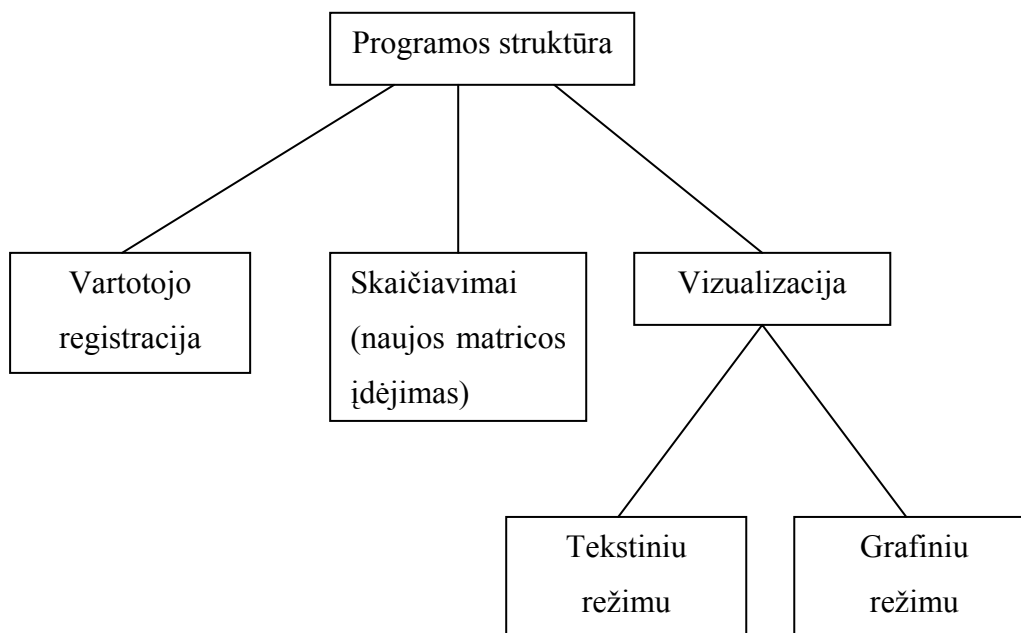 Programos struktūra
Vartotojo
registracija
Skaičiavimai
(naujos matricos
įdėjimas)
Vizualizacija
Tekstiniu
režimu
Grafiniu
režimu